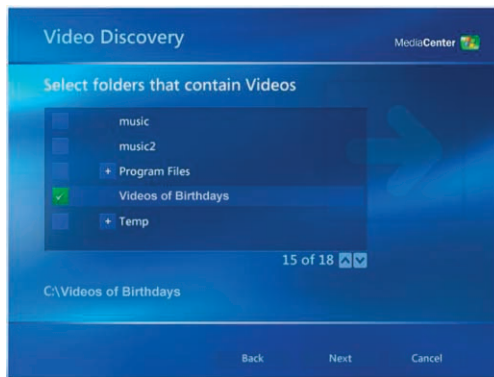 Video Discovery
MediaCenter
Select folders that contain Videos
music
music2
+ Program Files
Videos of Birthdays
+ Temp
15 of 18
C:\Videos of Birthdays
Back Next Cancel